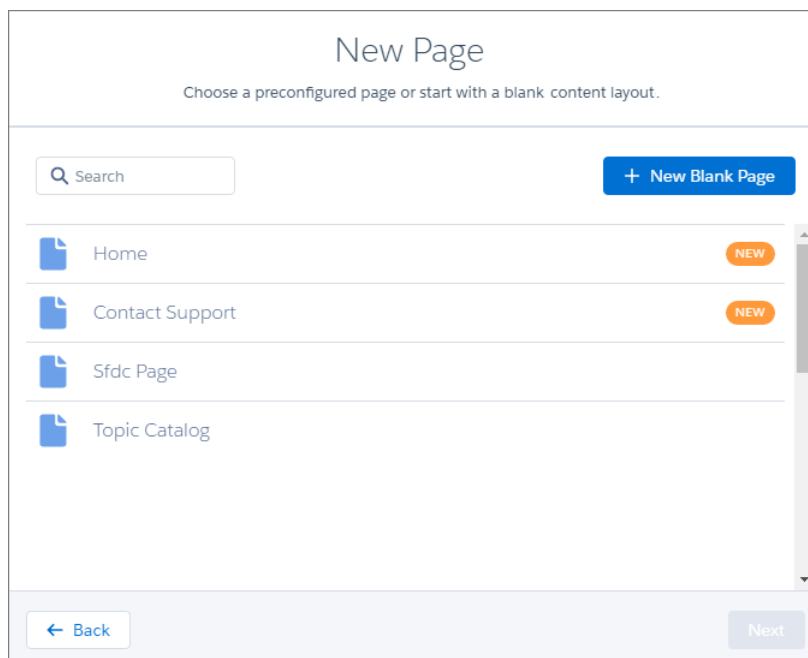 New Page
Choose a preconfigured page or start with a blank content layout.
Search
+ New Blank Page
Home
NEW
Contact Support
NEW
Sfdc Page
Topic Catalog
← Back
Next